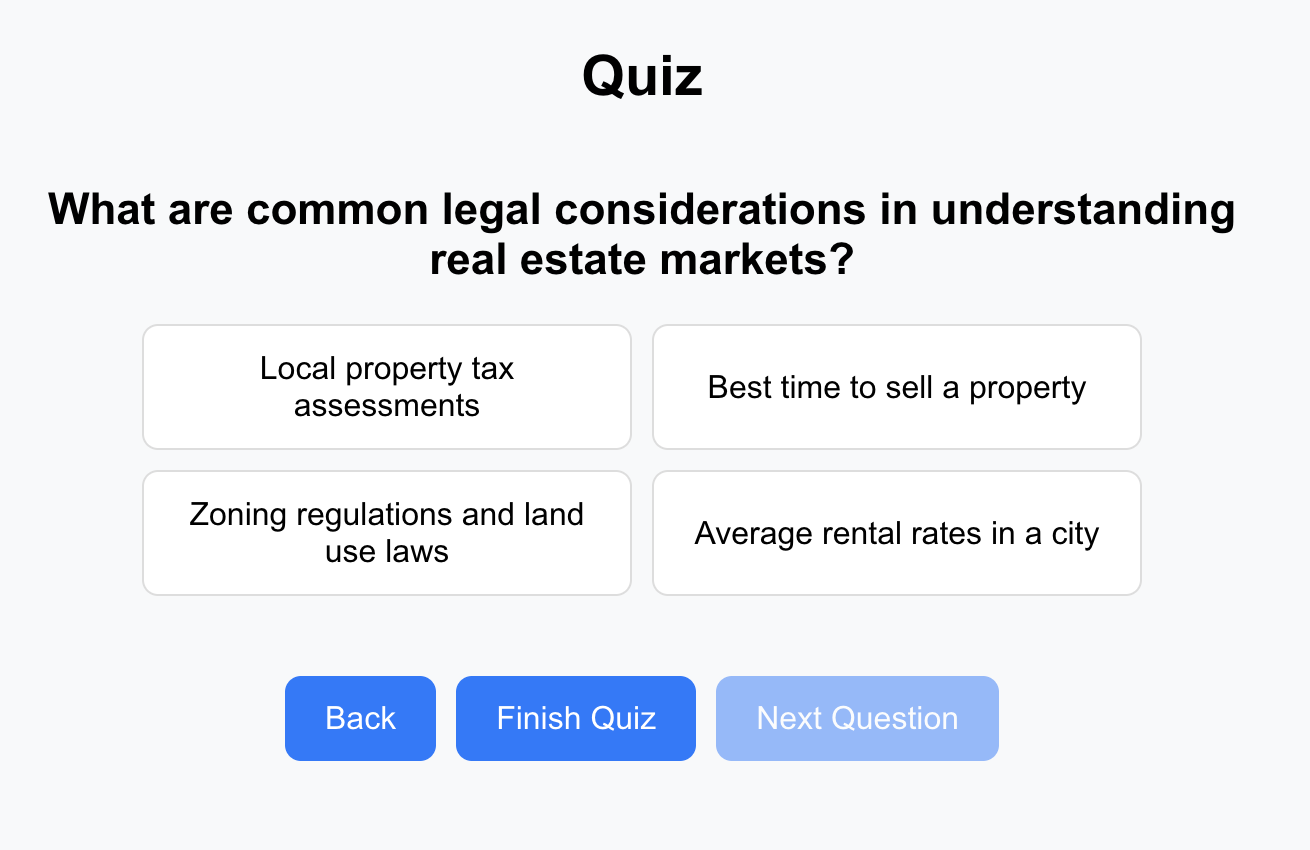 Quiz
What are common legal considerations in understanding
real estate markets?
Local property tax
assessments
Best time to sell a property
Zoning regulations and land
use laws
Average rental rates in a city
Back
Finish Quiz
Next Question